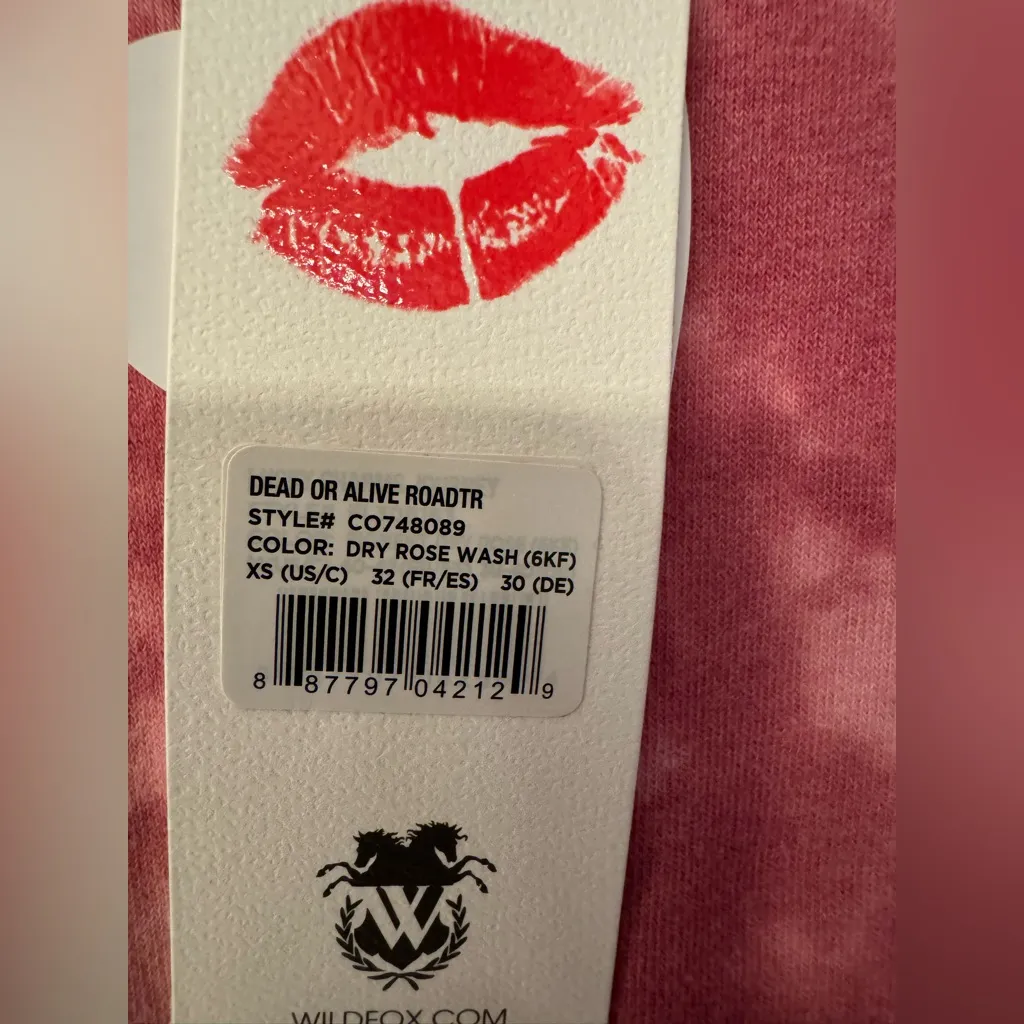 DEAD OR ALIVE ROADTR
STYLE# CO748089
COLOR: DRY ROSE WASH (6KF)
XS (US/C) 32 (FR/ES) 30 (DE)
8 87797 04212 9
W
WILDFOX.COM